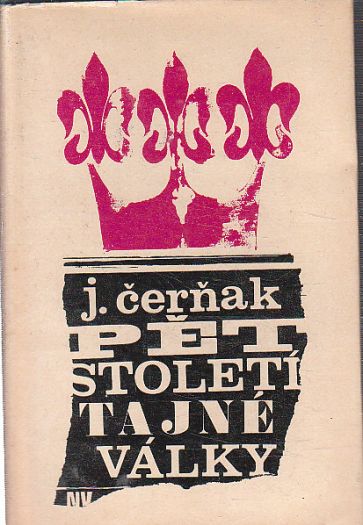 j. čerňak
PĚT
STOLETÍ
TAJNÉ
VÁLKY
NV